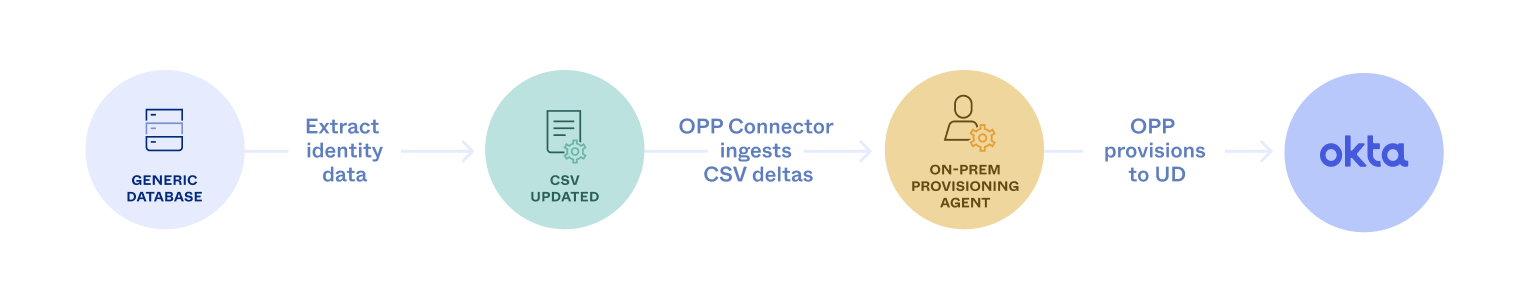 GENERIC
DATABASE
Extract
identity
data
CSV
UPDATED
OPP Connector
ingests
CSV deltas
ON-PREM
PROVISIONING
AGENT
OPP
provisions
to UD
okta